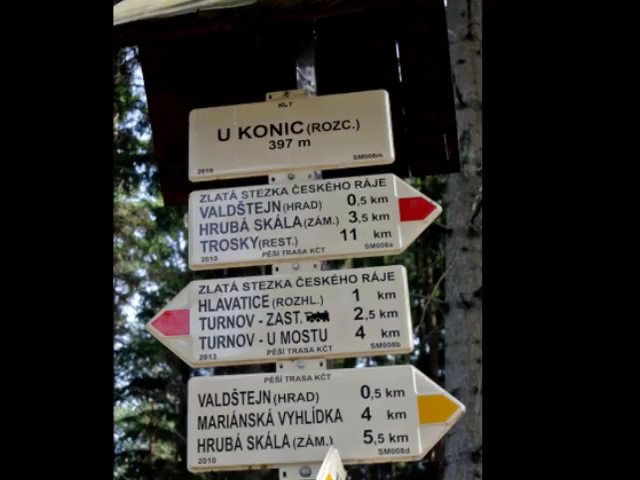 KČT
U KONIC (ROZC.)
397 m
2010 SM008m
ZLATÁ STEZKA ČESKÉHO RÁJE
VALDŠTEJN (HRAD) 0,5 km
HRUBÁ SKÁLA (ZÁM.) 3,5 km
TROSKY (REST.) 11 km
2010 PĚŠÍ TRASA KČT SM008a
ZLATÁ STEZKA ČESKÉHO RÁJE
HLAVATICE (ROZHL.) 1 km
TURNOV - ZAST. 2,5 km
TURNOV - U MOSTU 4 km
2013 PĚŠÍ TRASA KČT SM008b
PĚŠÍ TRASA KČT
VALDŠTEJN (HRAD) 0,5 km
MARIÁNSKÁ VYHLÍDKA 4 km
HRUBÁ SKÁLA (ZÁM.) 5,5 km
2010 SM008d